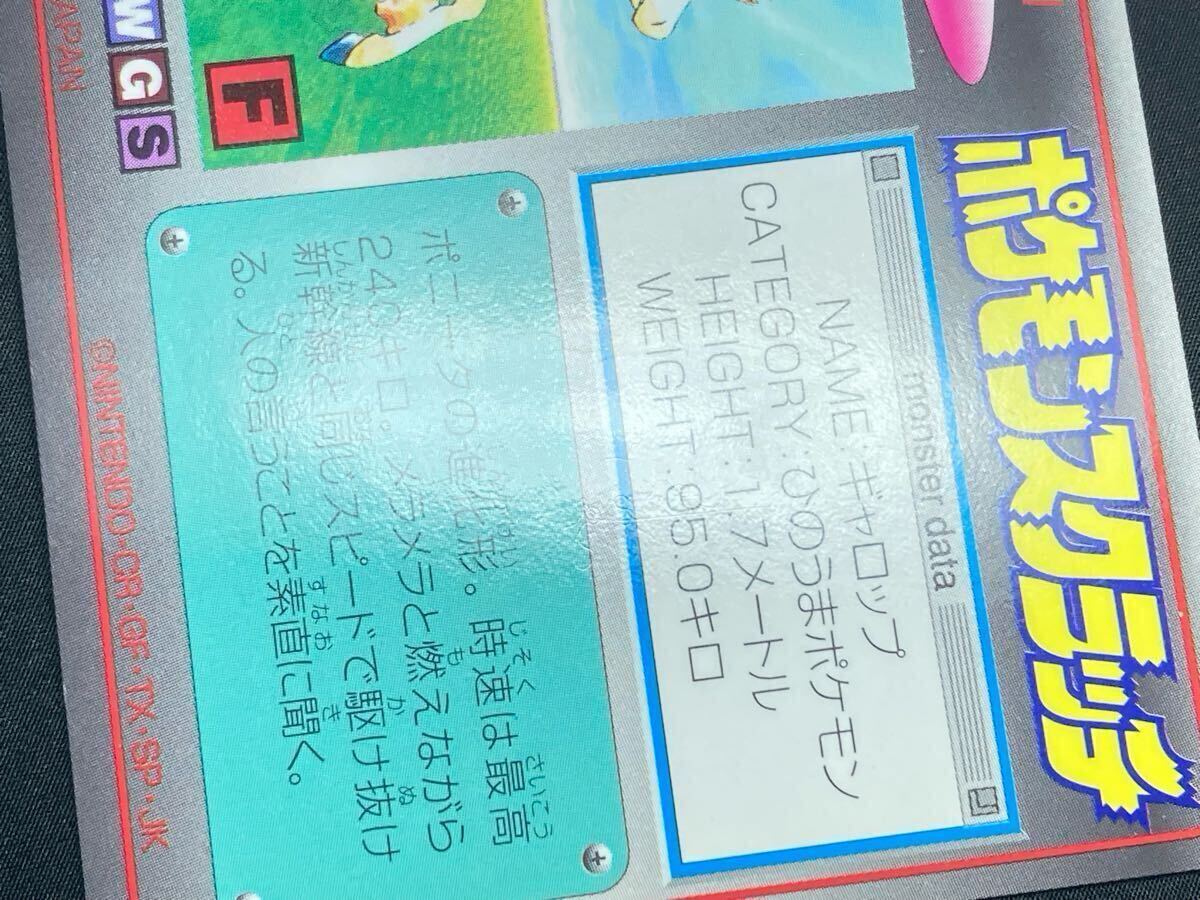 ポケモンスクラッチ
monster data
NAME:ギャロップ
CATEGORY:ひのうまポケモン
HEIGHT:1.7メートル
WEIGHT:95.0キロ
ポニータの進化形。時速は最高
240キロ。メラメラと燃えながら
新幹線と同じスピードで駆け抜け
る。人の言うことを素直に聞く。
F
W
G
S
JAPAN
©NINTENDO・CR・GF・TX・SP・JK